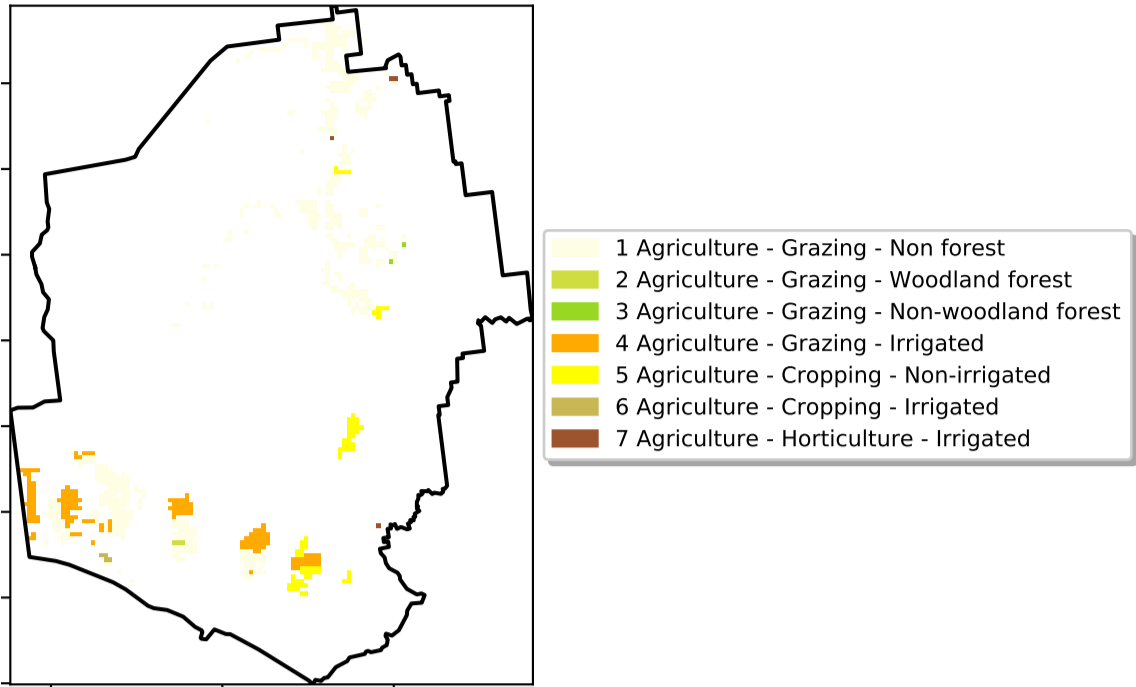 1 Agriculture - Grazing - Non forest
2 Agriculture - Grazing - Woodland forest
3 Agriculture - Grazing - Non-woodland forest
4 Agriculture - Grazing - Irrigated
5 Agriculture - Cropping - Non-irrigated
6 Agriculture - Cropping - Irrigated
7 Agriculture - Horticulture - Irrigated